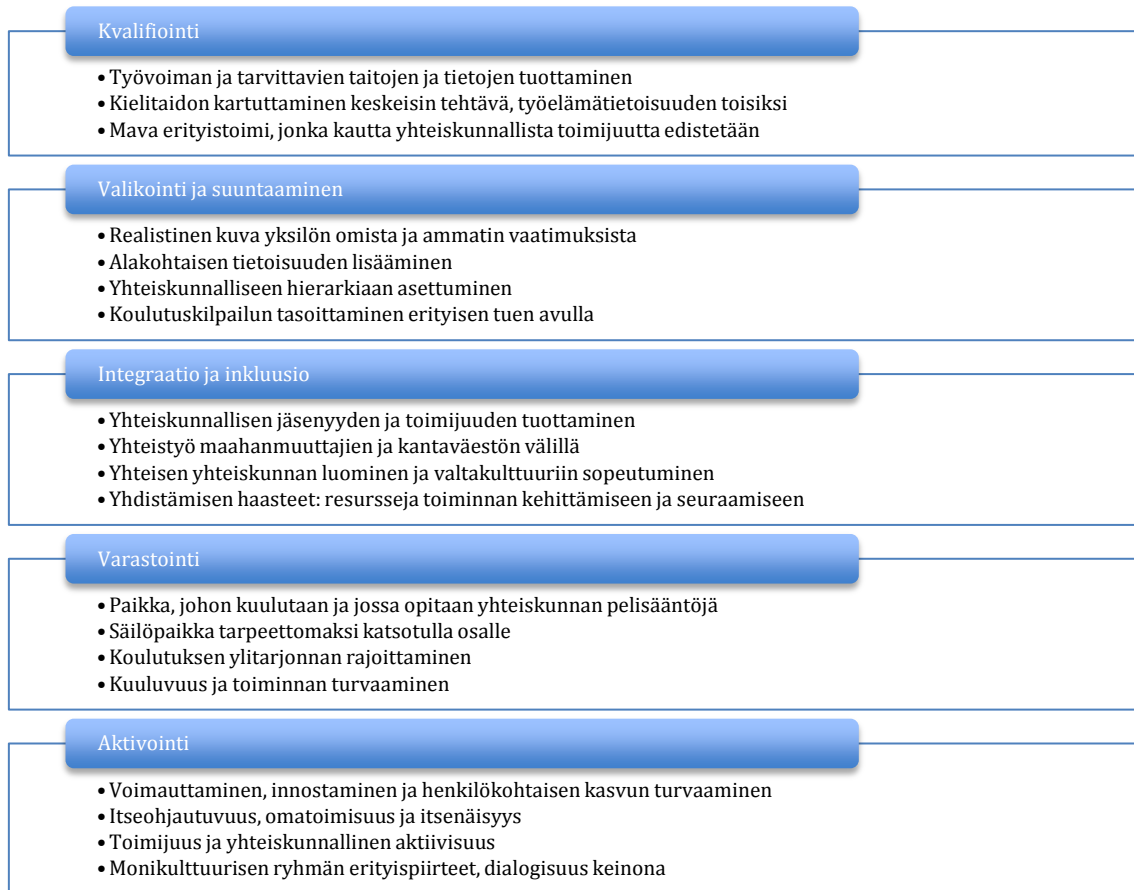 Kvalifiointi
• Työvoiman ja tarvittavien taitojen ja tietojen tuottaminen
• Kielitaidon kartuttaminen keskeisin tehtävä, työelämätietoisuuden toisiksi
• Mava erityistoimi, jonka kautta yhteiskunnallista toimijuutta edistetään
Valikointi ja suuntaaminen
• Realistinen kuva yksilön omista ja ammatin vaatimuksista
• Alakohtaisen tietoisuuden lisääminen
• Yhteiskunnalliseen hierarkiaan asettuminen
• Koulutuskilpailun tasoittaminen erityisen tuen avulla
Integraatio ja inkluusio
• Yhteiskunnallisen jäsenyyden ja toimijuuden tuottaminen
• Yhteistyö maahanmuuttajien ja kantaväestön välillä
• Yhteisen yhteiskunnan luominen ja valtakulttuuriin sopeutuminen
• Yhdistämisen haasteet: resursseja toiminnan kehittämiseen ja seuraamiseen
Varastointi
• Paikka, johon kuulutaan ja jossa opitaan yhteiskunnan pelisääntöjä
• Säilöpaikka tarpeettomaksi katsotulla osalle
• Koulutuksen ylitarjonnan rajoittaminen
• Kuuluvuus ja toiminnan turvaaminen
Aktivointi
• Voimauttaminen, innostaminen ja henkilökohtaisen kasvun turvaaminen
• Itseohjautuvuus, omatoimisuus ja itsenäisyys
• Toimijuus ja yhteiskunnallinen aktiivisuus
• Monikulttuurisen ryhmän erityispiirteet, dialogisuus keinona